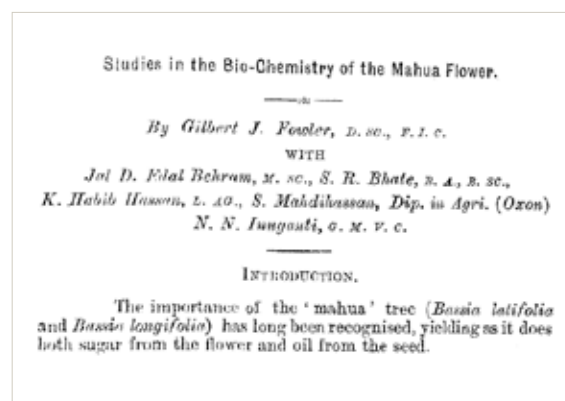 Studies in the Bio-Chemistry of the Mahua Flower.
By Gilbert J. Fowler, D. SC., F. I. C.
WITH
Jal D. Edal Behram, M. SC., S. R. Bhate, B. A., B. SC.,
K. Habib Hassan, L. AG., S. Mahdihassan, Dip. in Agri. (Oxon)
N. N. G. M. V. C.
INTRODUCTION.
The importance of the ‘mahua’ tree (Bassia latifolia
and Bassia longifolia) has long been recognised, yielding as it does
both sugar from the flower and oil from the seed.